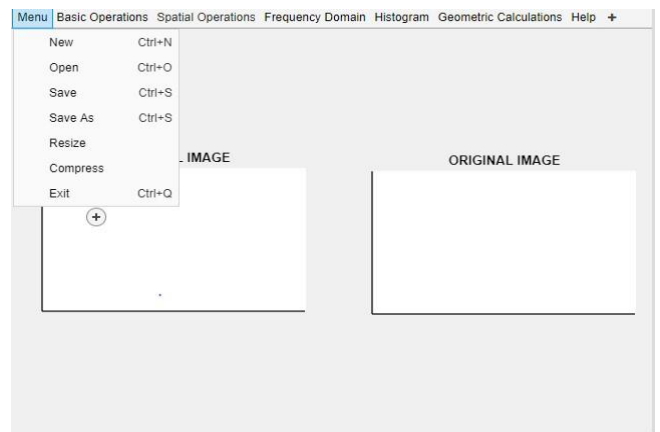 Menu Basic Operations Spatial Operations Frequency Domain Histogram Geometric Calculations Help +
New Ctrl+N
Open Ctrl+O
Save Ctrl+S
Save As Ctrl+S
Resize
Compress
Exit Ctrl+Q
L IMAGE
ORIGINAL IMAGE